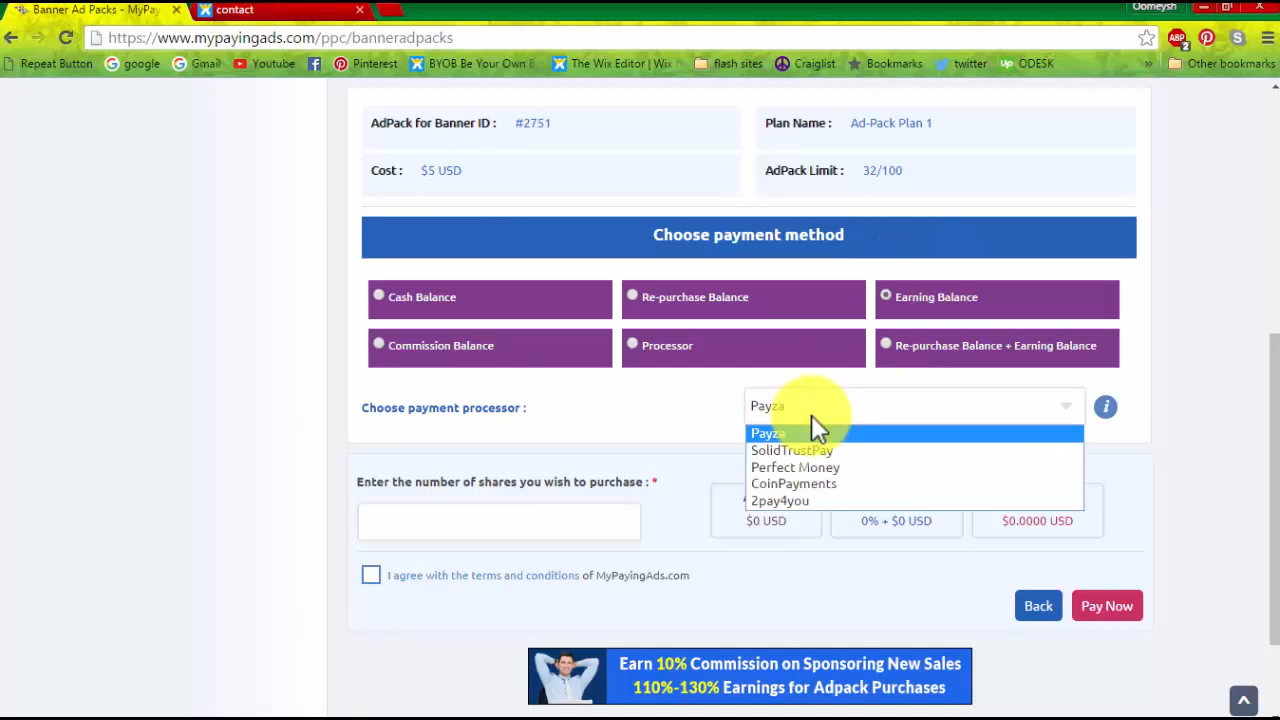 Banner Ad Packs - MyPay
contact
Oomeysh
https://www.mypayingads.com/ppc/banneradpacks
ABP 2
Repeat Button google Gmail Youtube Pinterest BYOB Be Your Own B The Wix Editor | Wix flash sites Craiglist Bookmarks twitter Up ODESK » Other bookmarks
AdPack for Banner ID : #2751 Plan Name : Ad-Pack Plan 1
Cost : $5 USD AdPack Limit : 32/100
Choose payment method
Cash Balance Re-purchase Balance Earning Balance
Commission Balance Processor Re-purchase Balance + Earning Balance
Choose payment processor : Payza i
Payza
SolidTrustPay
Perfect Money
CoinPayments
2pay4you
Enter the number of shares you wish to purchase : *
$0 USD 0% + $0 USD $0.0000 USD
I agree with the terms and conditions of MyPayingAds.com
Back Pay Now
Earn 10% Commission on Sponsoring New Sales
110%-130% Earnings for Adpack Purchases